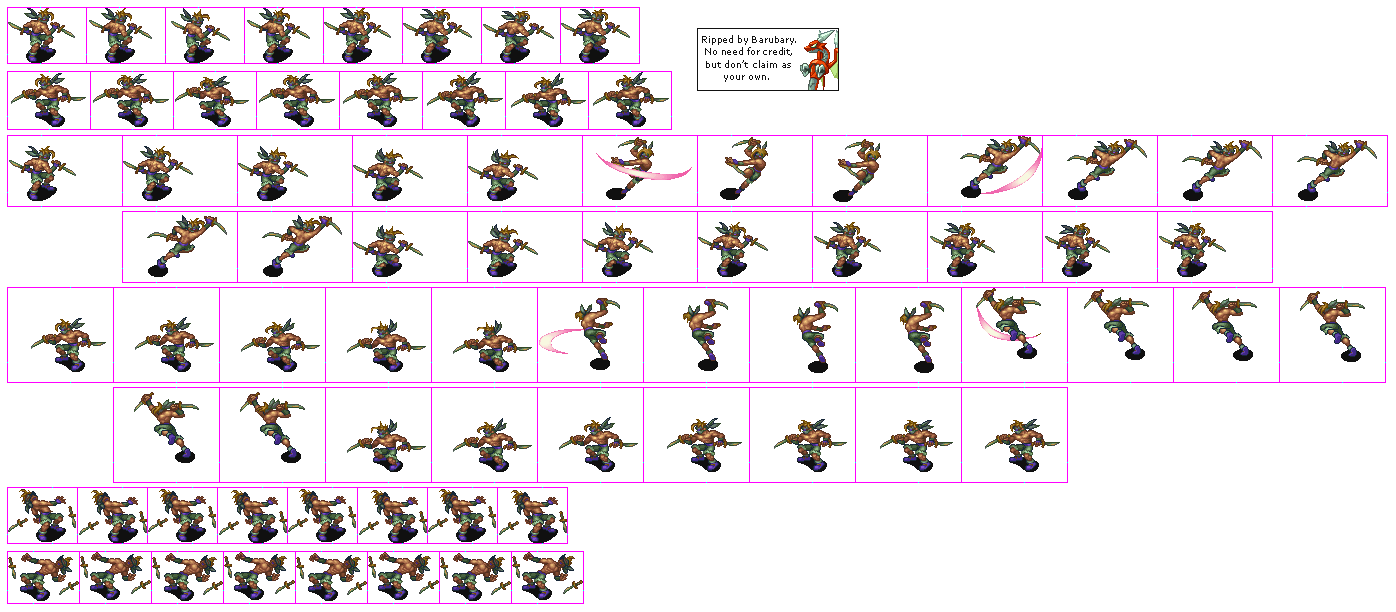 Ripped by Barubary.
No need for credit,
but don't claim as
your own.